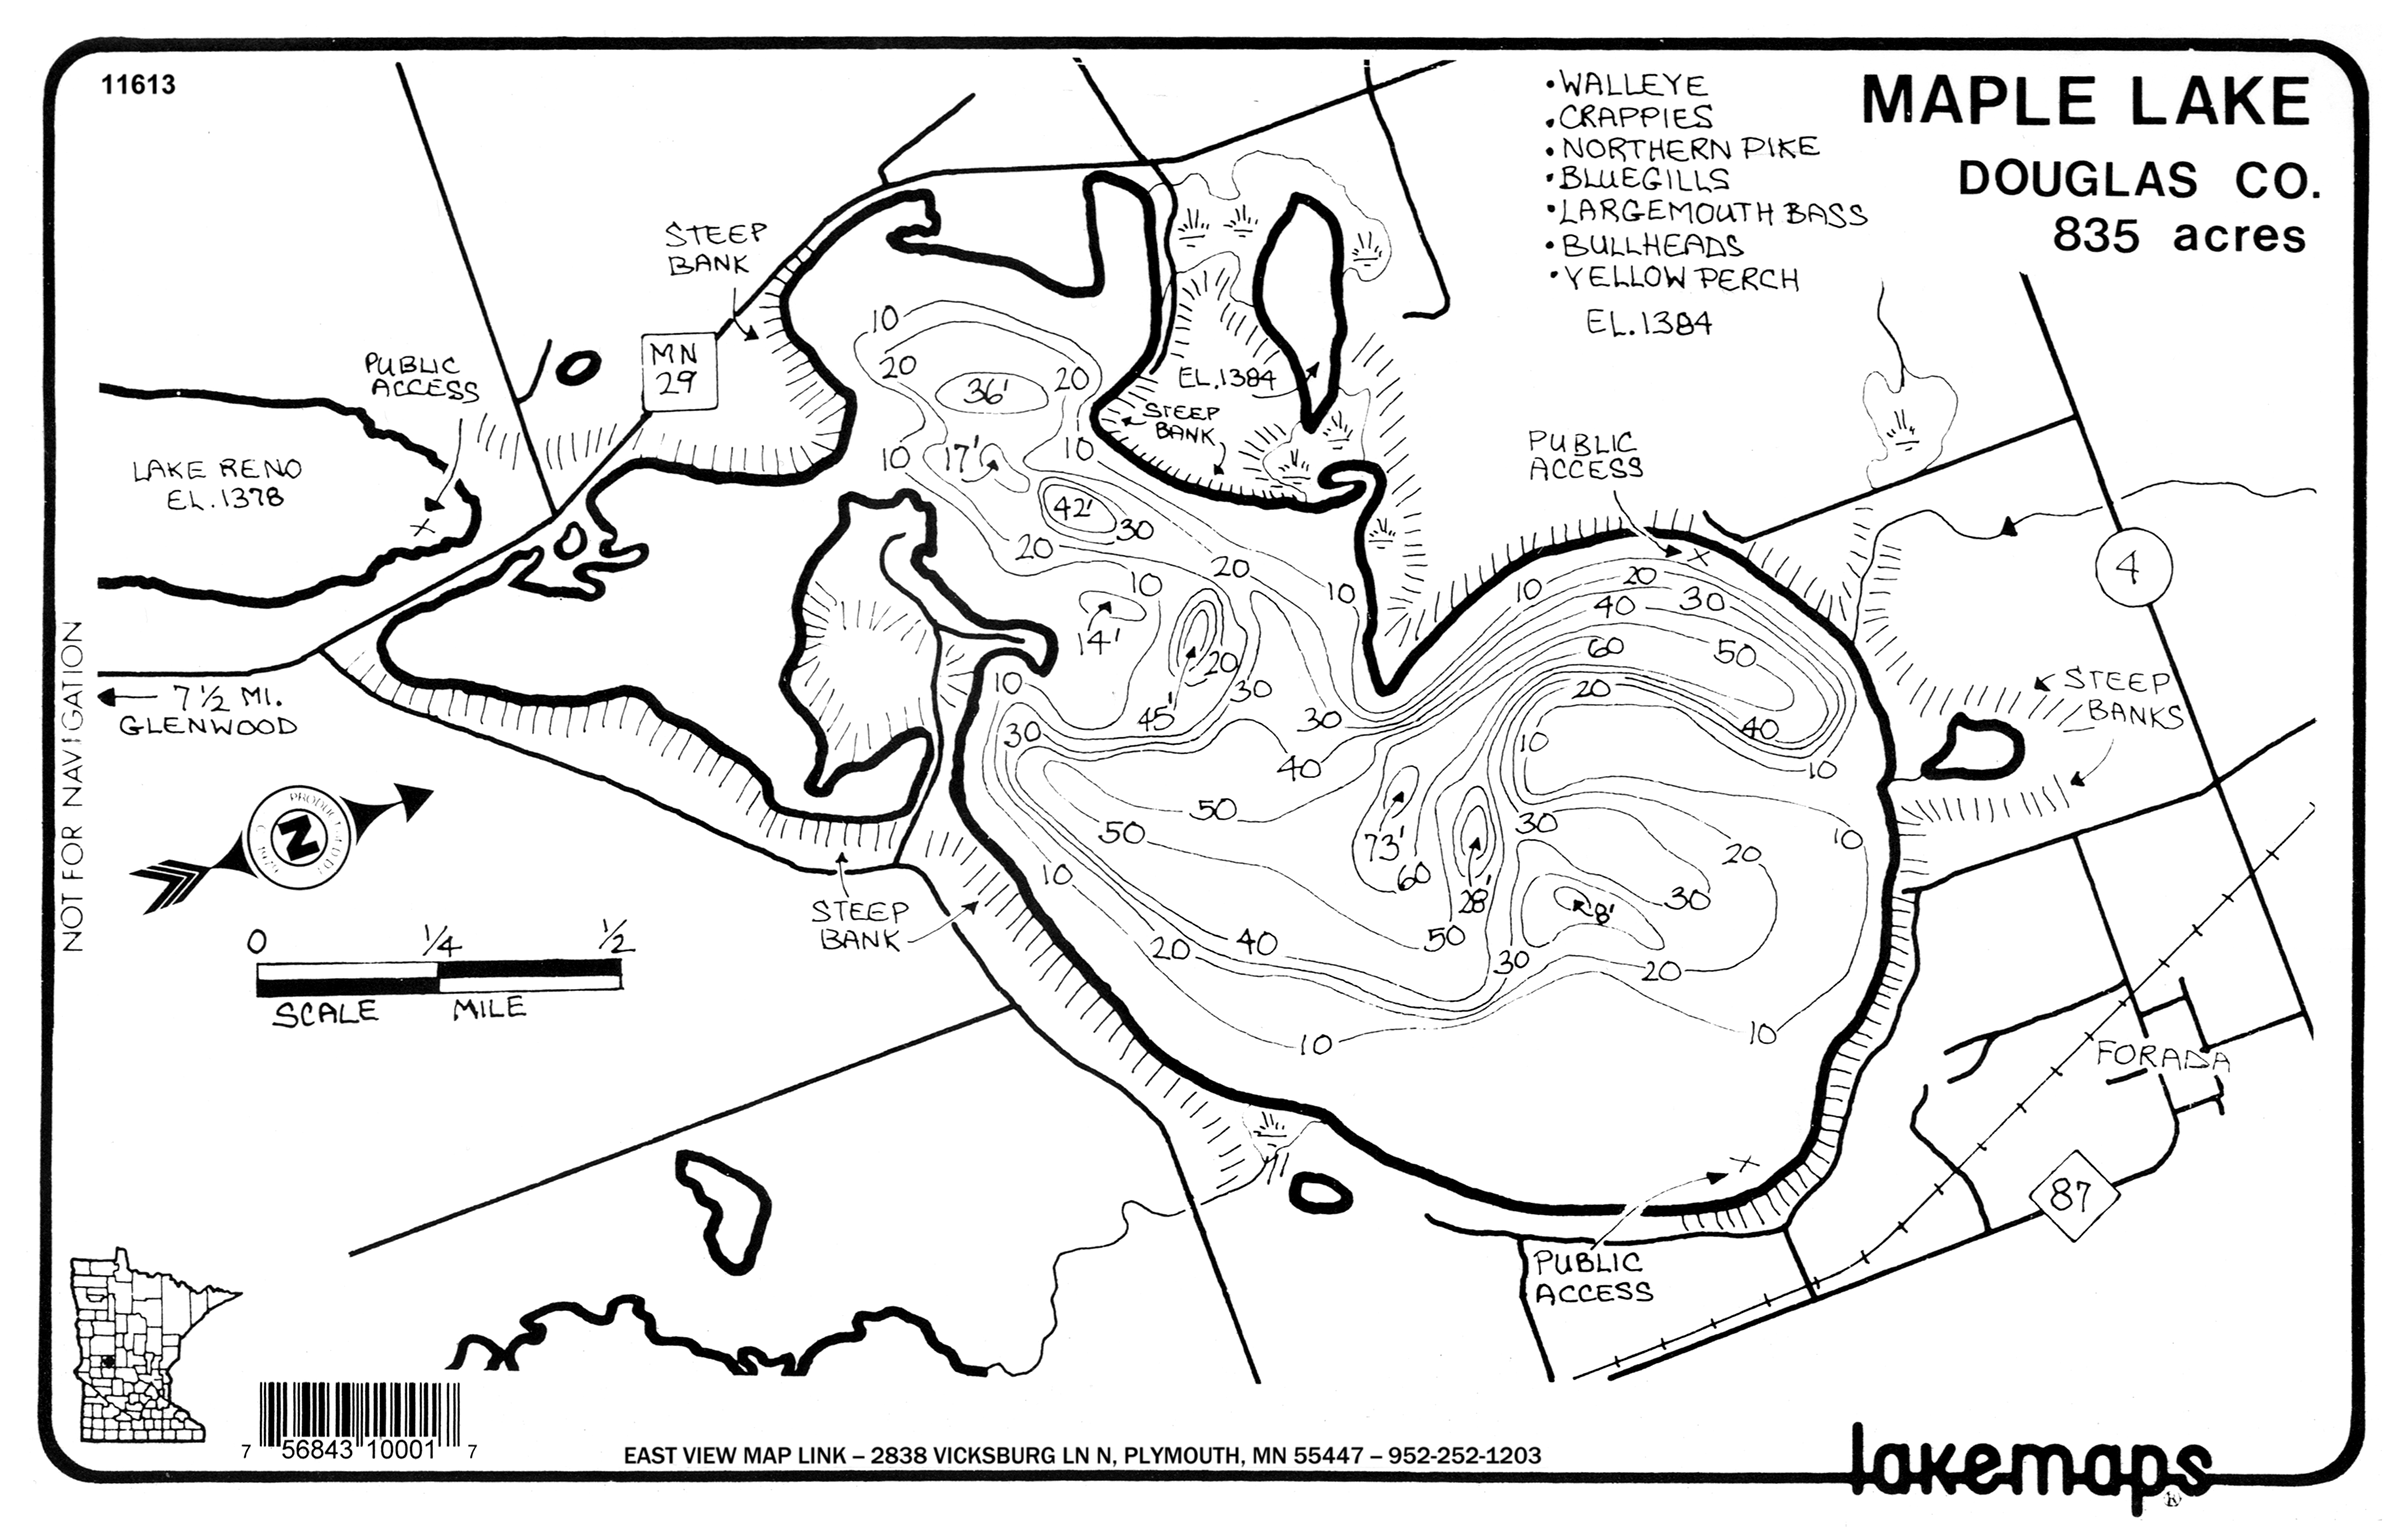 11613
MAPLE LAKE
DOUGLAS CO.
835 acres
•WALLEYE
•CRAPPIES
•NORTHERN PIKE
•BLUEGILLS
•LARGEMOUTH BASS
•BULLHEADS
•YELLOW PERCH
EL.1384
STEEP
BANK
PUBLIC
ACCESS
MN
29
LAKE RENO
EL.1378
EL.1384
STEEP
BANK
PUBLIC
ACCESS
10
20
36'
20
10
17'
10
42'
30
20
20
10
10
14'
20
45'
30
10
20
30
40
50
60
20
40
10
10
30
30
40
10
50
50
73'
60
28'
30
20
10
30
8'
10
50
40
20
30
20
10
10
4
STEEP
BANKS
7 1/2 MI.
GLENWOOD
NOT FOR NAVIGATION
N
STEEP
BANK
0 1/4 1/2
SCALE MILE
FORADA
87
PUBLIC
ACCESS
7 56843 10001 7
EAST VIEW MAP LINK – 2838 VICKSBURG LN N, PLYMOUTH, MN 55447 – 952-252-1203
lakemaps
®